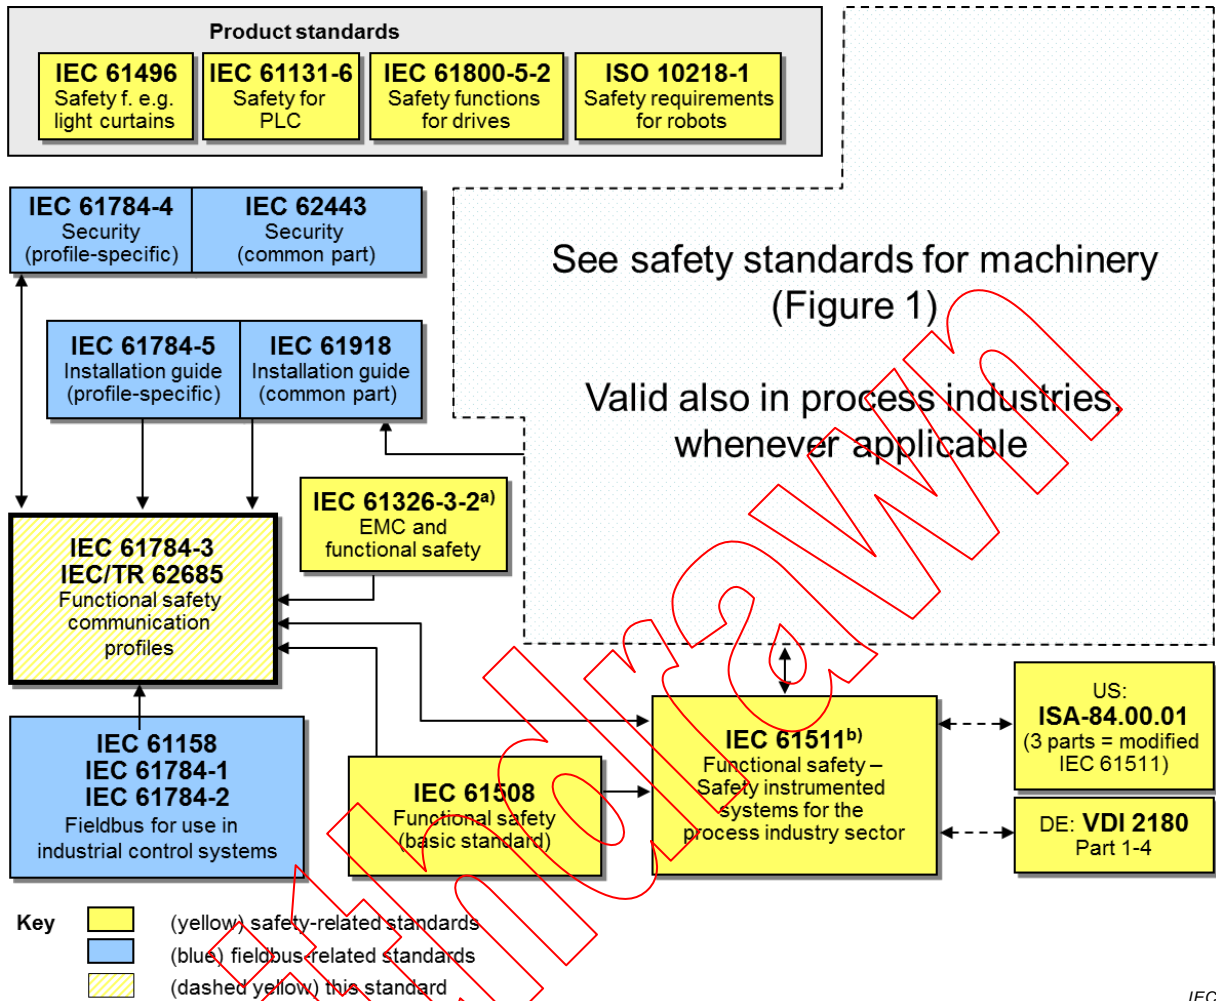 Product standards
IEC 61496
Safety f. e.g.
light curtains
IEC 61131-6
Safety for
PLC
IEC 61800-5-2
Safety functions
for drives
ISO 10218-1
Safety requirements
for robots
IEC 61784-4
Security
(profile-specific)
IEC 62443
Security
(common part)
See safety standards for machinery
(Figure 1)
Valid also in process industries,
whenever applicable
IEC 61784-5
Installation guide
(profile-specific)
IEC 61918
Installation guide
(common part)
IEC 61326-3-2a)
EMC and
functional safety
IEC 61784-3
IEC/TR 62685
Functional safety
communication
profiles
IEC 61158
IEC 61784-1
IEC 61784-2
Fieldbus for use in
industrial control systems
IEC 61508
Functional safety
(basic standard)
IEC 61511b)
Functional safety –
Safety instrumented
systems for the
process industry sector
US:
ISA-84.00.01
(3 parts = modified
IEC 61511)
DE: VDI 2180
Part 1-4
Key
(yellow) safety-related standards
(blue) fieldbus-related standards
(dashed yellow) this standard
IEC